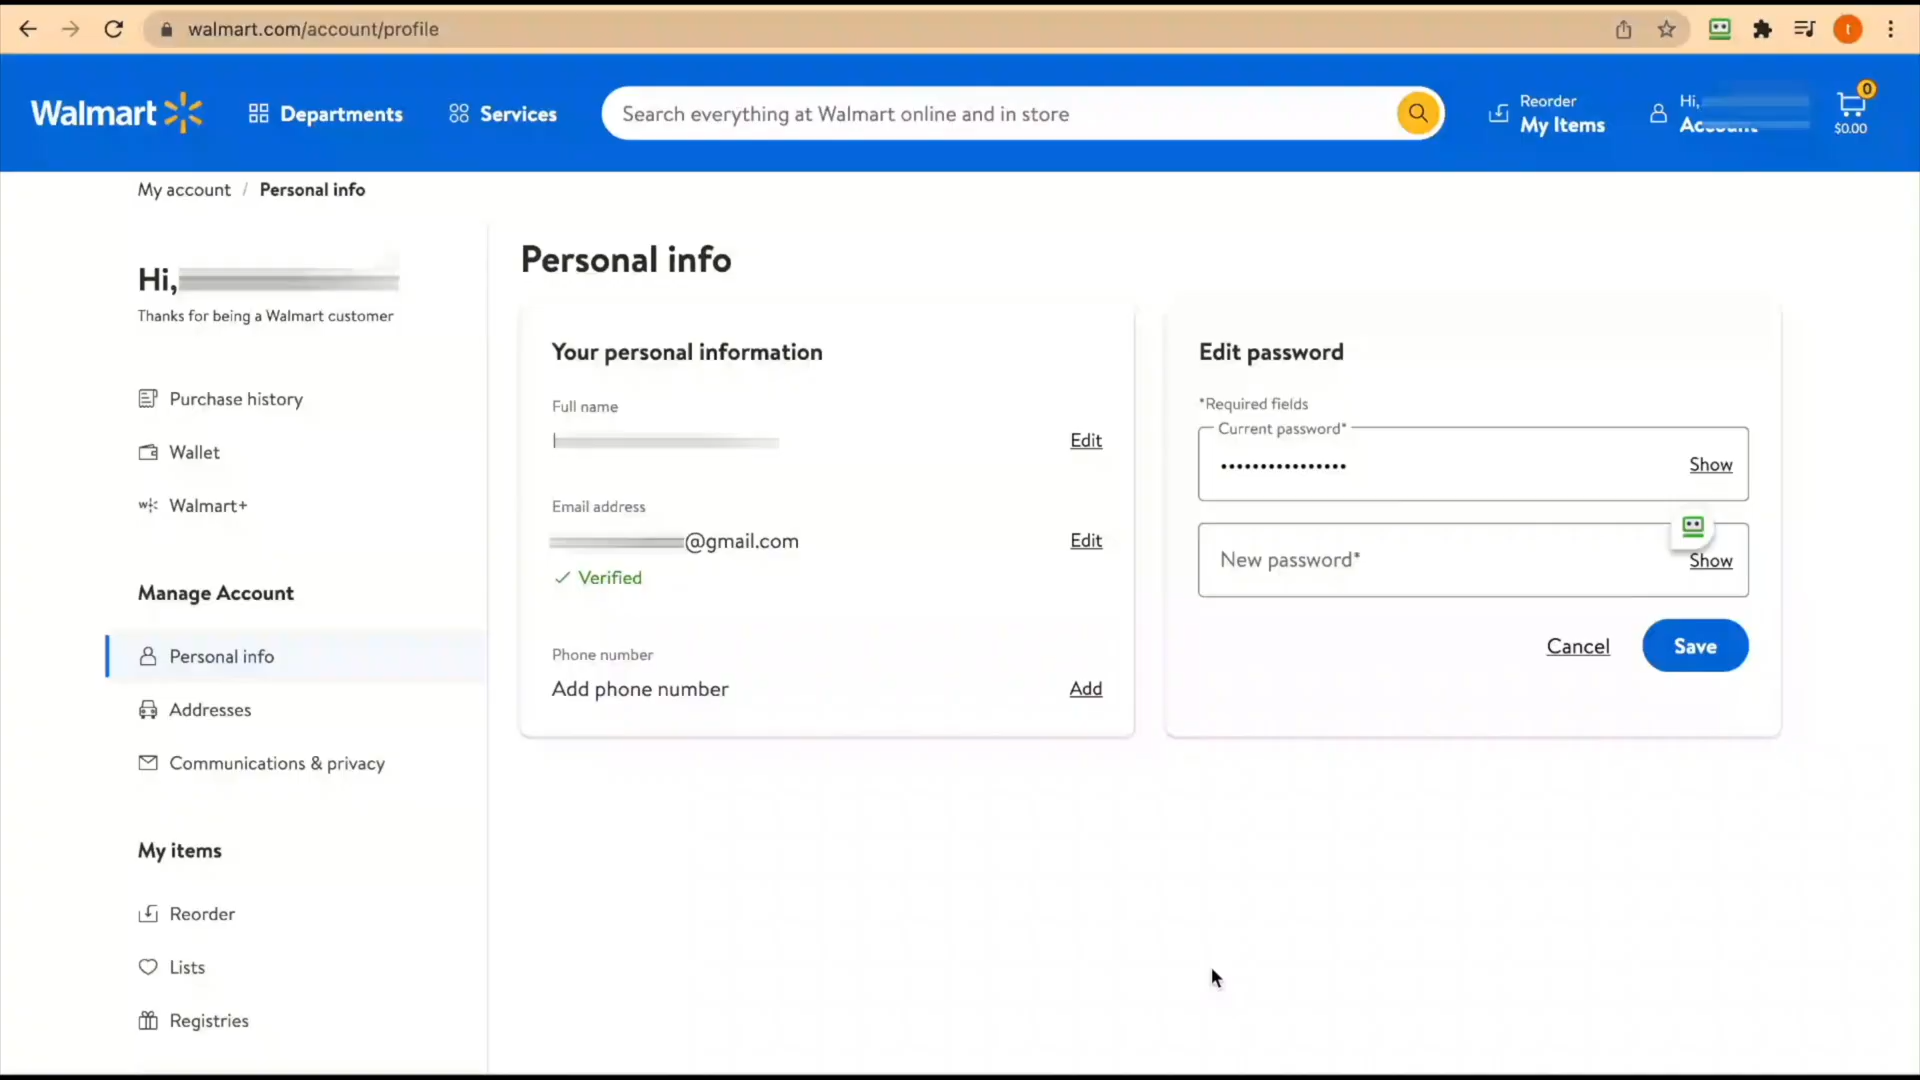 walmart.com/account/profile
t
Walmart
Departments
Services
Search everything at Walmart online and in store
Reorder
My Items
Hi,
Account
0
$0.00
My account / Personal info
Hi,
Thanks for being a Walmart customer
Purchase history
Wallet
Walmart+
Manage Account
Personal info
Addresses
Communications & privacy
My items
Reorder
Lists
Registries
Personal info
Your personal information
Full name
Edit
Email address
@gmail.com
Edit
Verified
Phone number
Add phone number
Add
Edit password
*Required fields
Current password*
••••••••••••••••
Show
New password*
Show
Cancel
Save